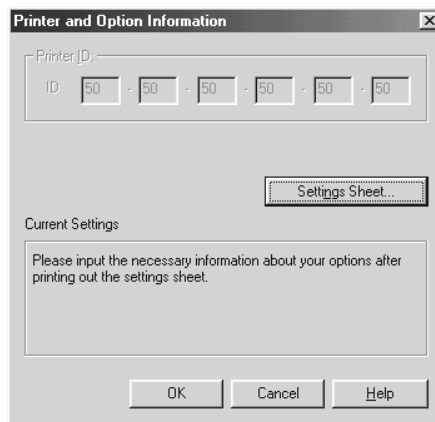 Printer and Option Information
Printer ID:
ID 50 - 50 - 50 - 50 - 50 - 50
Settings Sheet...
Current Settings
Please input the necessary information about your options after
printing out the settings sheet.
OK Cancel Help